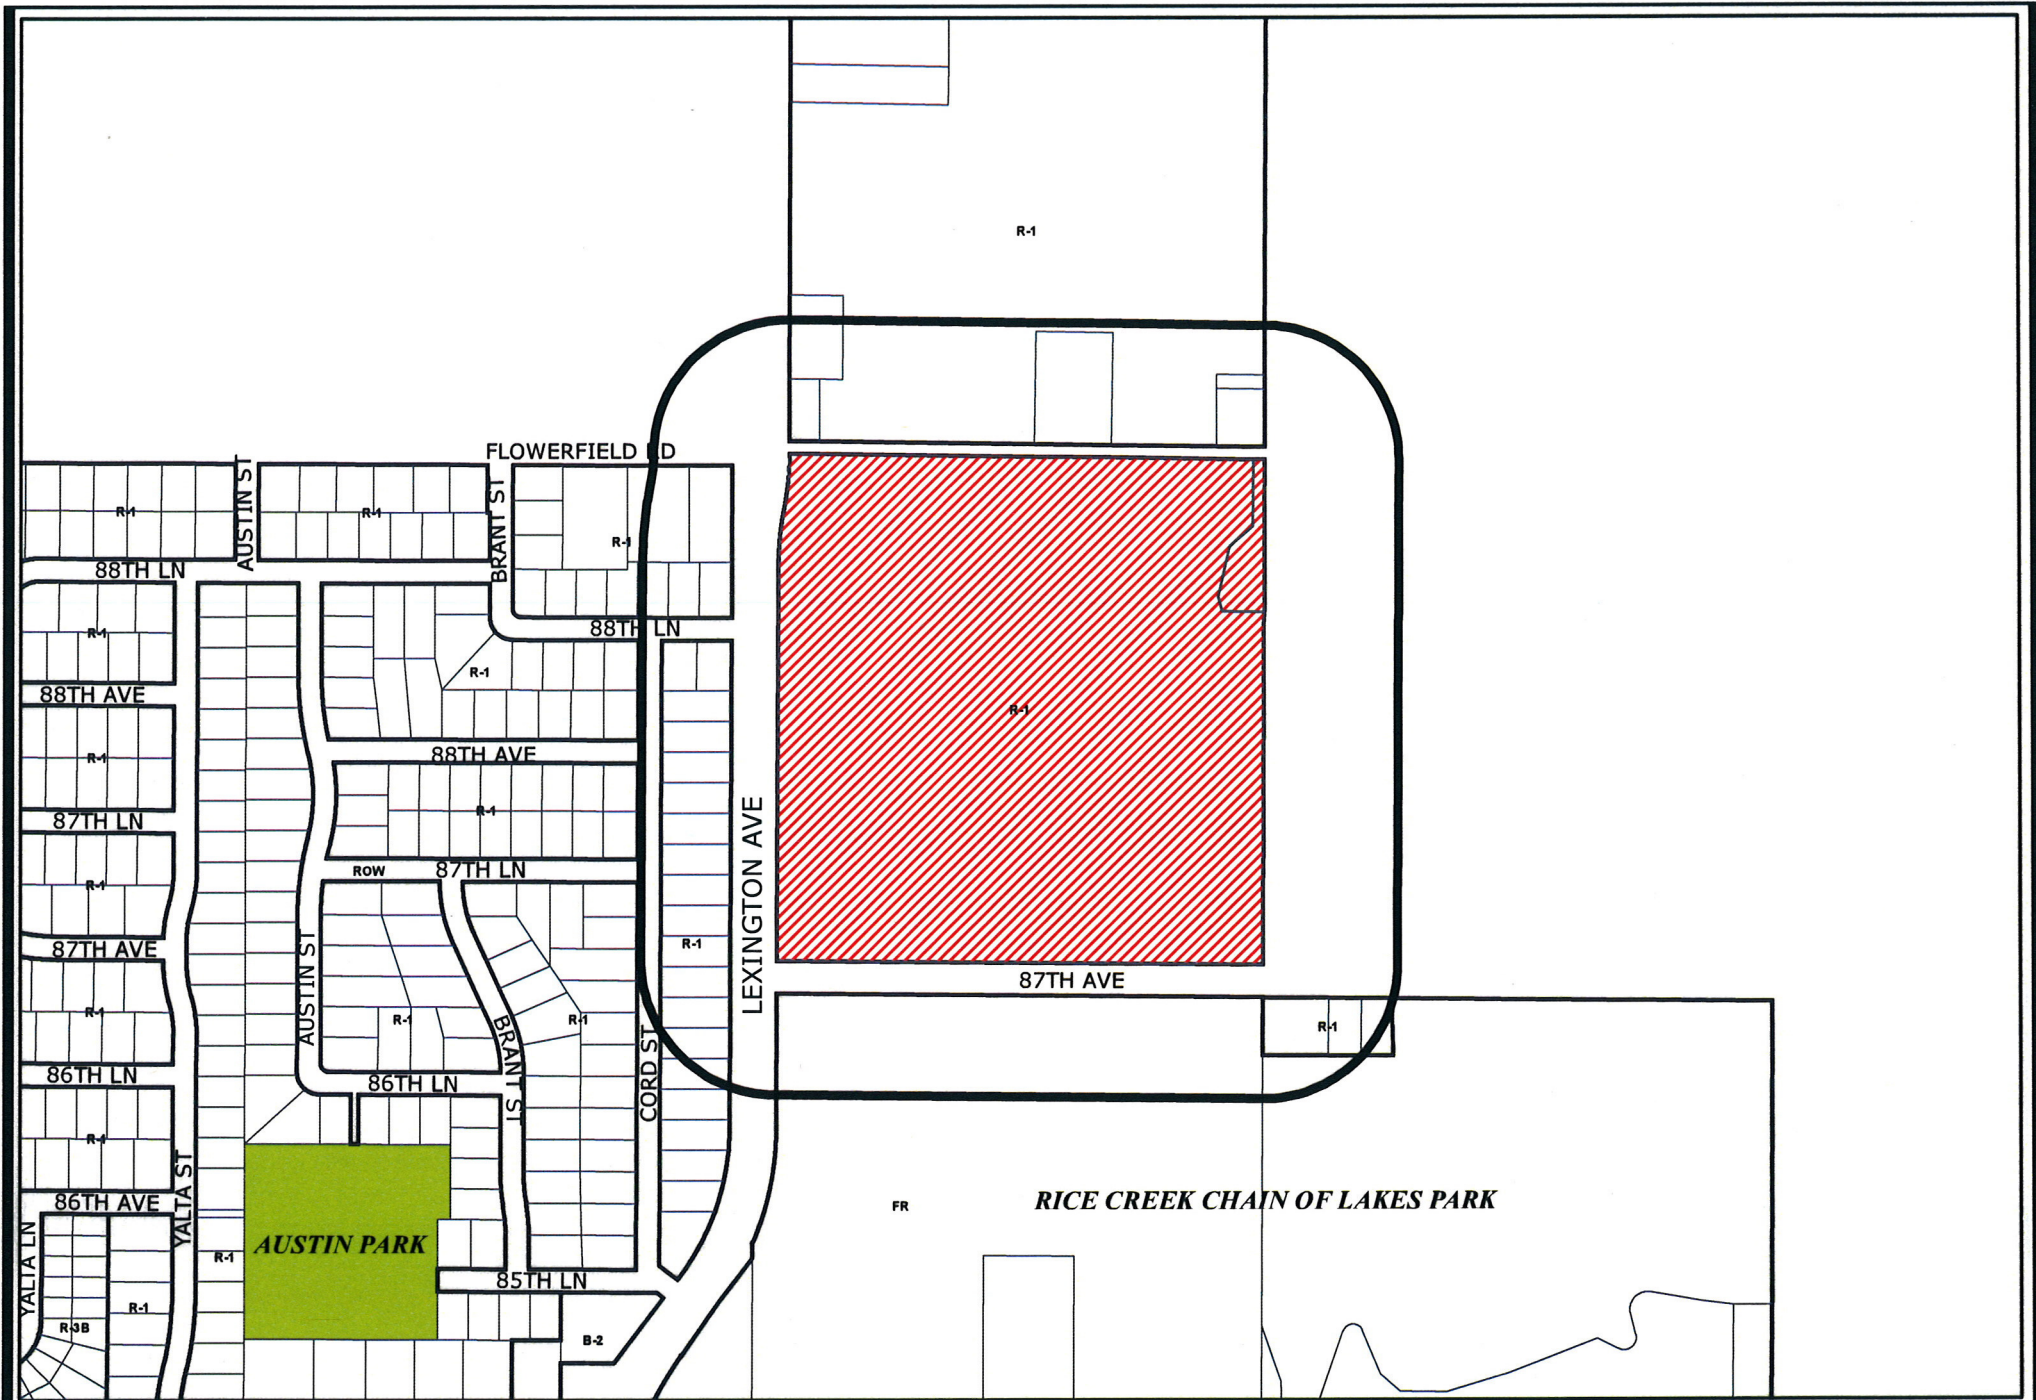 R-1
FLOWERFIELD RD
AUSTIN ST
BRANT ST
R-1
R-1
R-1
88TH LN
88TH LN
R-1
R-1
88TH AVE
R-1
88TH AVE
R-1
R-1
87TH LN
LEXINGTON AVE
ROW
87TH LN
R-1
AUSTIN ST
R-1
87TH AVE
87TH AVE
R-1
R-1
BRANT ST
R-1
R-1
CORD ST
86TH LN
86TH LN
R-1
YALTA ST
86TH AVE
FR
RICE CREEK CHAIN OF LAKES PARK
YALTA LN
R-1
AUSTIN PARK
85TH LN
R-1
R-3B
B-2